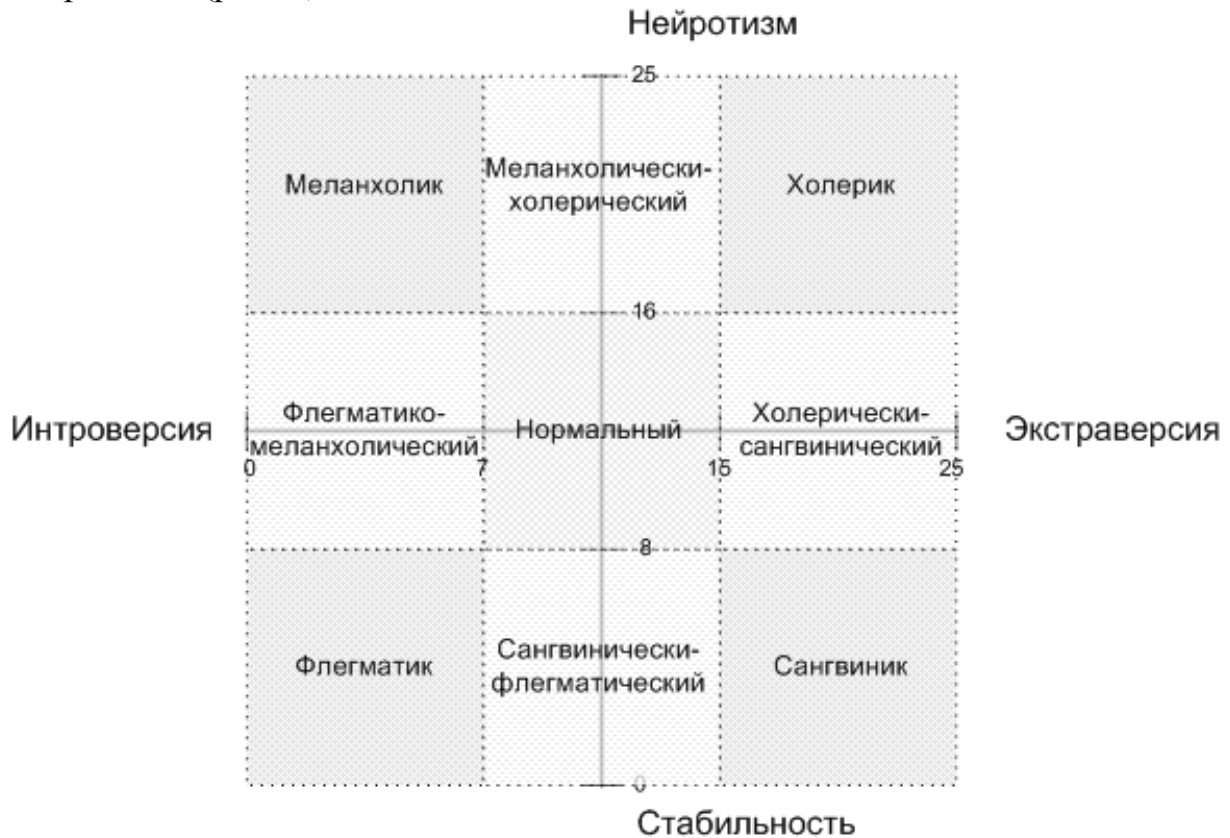 Нейротизм
25
Меланхолик
Меланхолически-
холерический
Холерик
16
Интроверсия
Флегматико-
меланхолический
Нормальный
Холерически-
сангвинический
Экстраверсия
0
7
15
25
8
Флегматик
Сангвинически-
флегматический
Сангвиник
0
Стабильность